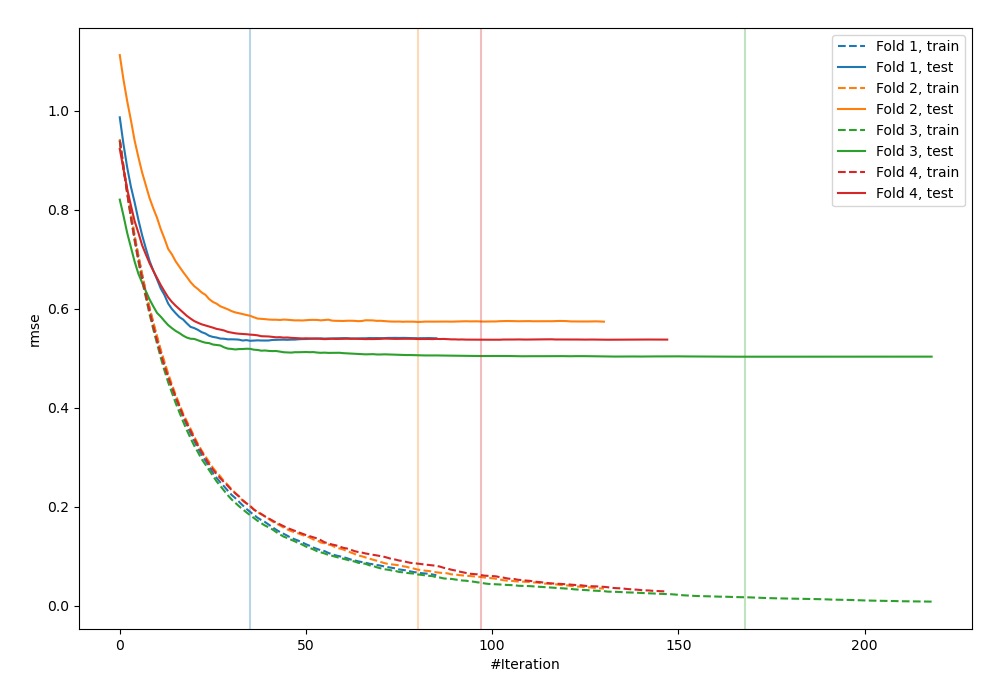 Fold 1, train
Fold 1, test
Fold 2, train
Fold 2, test
Fold 3, train
Fold 3, test
Fold 4, train
Fold 4, test
rmse
1.0
0.8
0.6
0.4
0.2
0.0
0
50
100
150
200
#Iteration